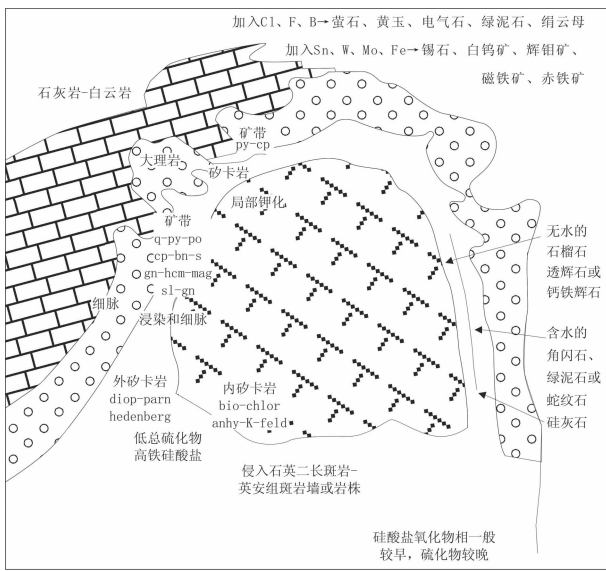 加入Cl、F、B→萤石、黄玉、电气石、绿泥石、绢云母
加入Sn、W、Mo、Fe→锡石、白钨矿、辉钼矿、
磁铁矿、赤铁矿
石灰岩-白云岩
矿带
py-cp
大理岩
矽卡岩
局部钾化
矿带
q-py-po
cp-bn-s
gn-hcm-mag
sl-gn
细脉
浸染和细脉
无水的
石榴石
透辉石或
钙铁辉石
含水的
角闪石、
绿泥石或
蛇纹石
硅灰石
外矽卡岩
diop-parn
hedenberg
内矽卡岩
bio-chlor
anhy-K-feld
低总硫化物
高铁硅酸盐
侵入石英二长斑岩-
英安组斑岩墙或岩株
硅酸盐氧化物相一般
较早，硫化物较晚